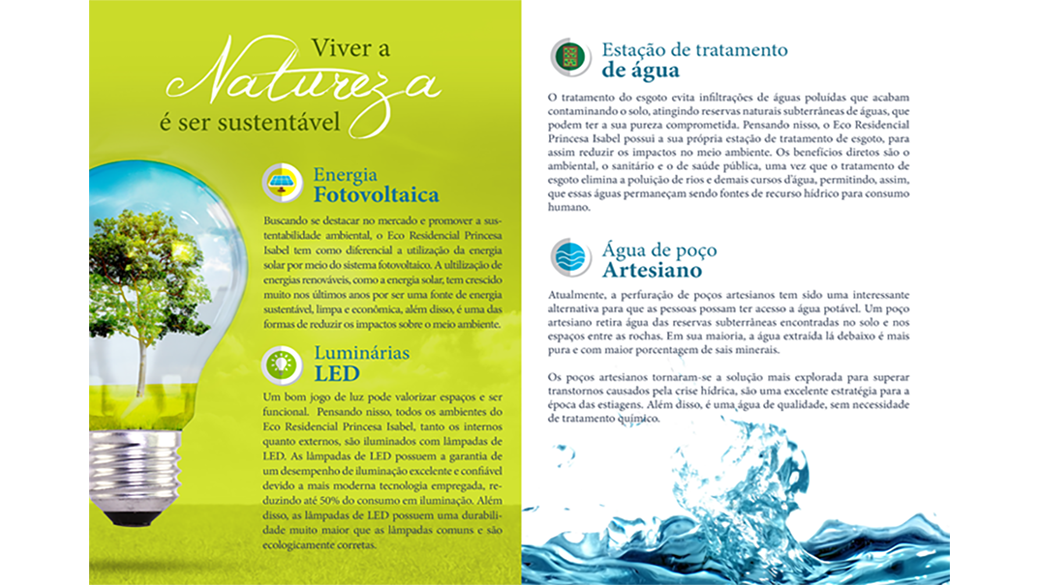 Viver a
Natureza
é ser sustentável
Energia
Fotovoltaica
Buscando se destacar no mercado e promover a sus-
tentabilidade ambiental, o Eco Residencial Princesa
Isabel tem como diferencial a utilização da energia
solar por meio do sistema fotovoltaico. A ultilização de
energias renováveis, como a energia solar, tem crescido
muito nos últimos anos por ser uma fonte de energia
sustentável, limpa e econômica, além disso, é uma das
formas de reduzir os impactos sobre o meio ambiente.
Luminárias
LED
Um bom jogo de luz pode valorizar espaços e ser
funcional. Pensando nisso, todos os ambientes do
Eco Residencial Princesa Isabel, tanto os internos
quanto externos, são iluminados com lâmpadas de
LED. As lâmpadas de LED possuem a garantia de
um desempenho de iluminação excelente e confiável
devido a mais moderna tecnologia empregada, re-
duzindo até 50% do consumo em iluminação. Além
disso, as lâmpadas de LED possuem uma durabili-
dade muito maior que as lâmpadas comuns e são
ecologicamente corretas.
Estação de tratamento
de água
O tratamento do esgoto evita infiltrações de águas poluídas que acabam
contaminando o solo, atingindo reservas naturais subterrâneas de águas, que
podem ter a sua pureza comprometida. Pensando nisso, o Eco Residencial
Princesa Isabel possui a sua própria estação de tratamento de esgoto, para
assim reduzir os impactos no meio ambiente. Os benefícios diretos são o
ambiental, o sanitário e o de saúde pública, uma vez que o tratamento de
esgoto elimina a poluição de rios e demais cursos d'água, permitindo, assim,
que essas águas permaneçam sendo fontes de recurso hídrico para consumo
humano.
Água de poço
Artesiano
Atualmente, a perfuração de poços artesianos tem sido uma interessante
alternativa para que as pessoas possam ter acesso a água potável. Um poço
artesiano retira água das reservas subterrâneas encontradas no solo e nos
espaços entre as rochas. Em sua maioria, a água extraída lá debaixo é mais
pura e com maior porcentagem de sais minerais.
Os poços artesianos tornaram-se a solução mais explorada para superar
transtornos causados pela crise hídrica, são uma excelente estratégia para a
época das estiagens. Além disso, é uma água de qualidade, sem necessidade
de tratamento químico.